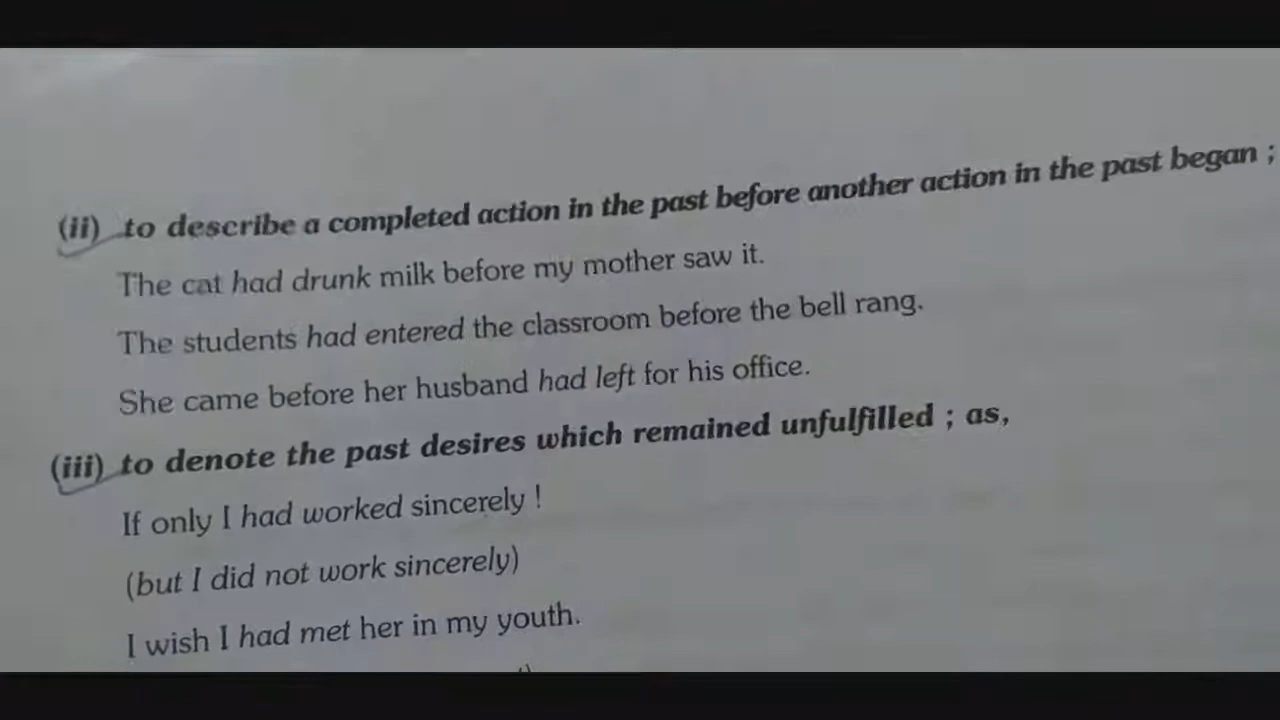 (ii) to describe a completed action in the past before another action in the past began ;
The cat had drunk milk before my mother saw it.
The students had entered the classroom before the bell rang.
She came before her husband had left for his office.
(iii) to denote the past desires which remained unfulfilled ; as,
If only I had worked sincerely !
(but I did not work sincerely)
I wish I had met her in my youth.